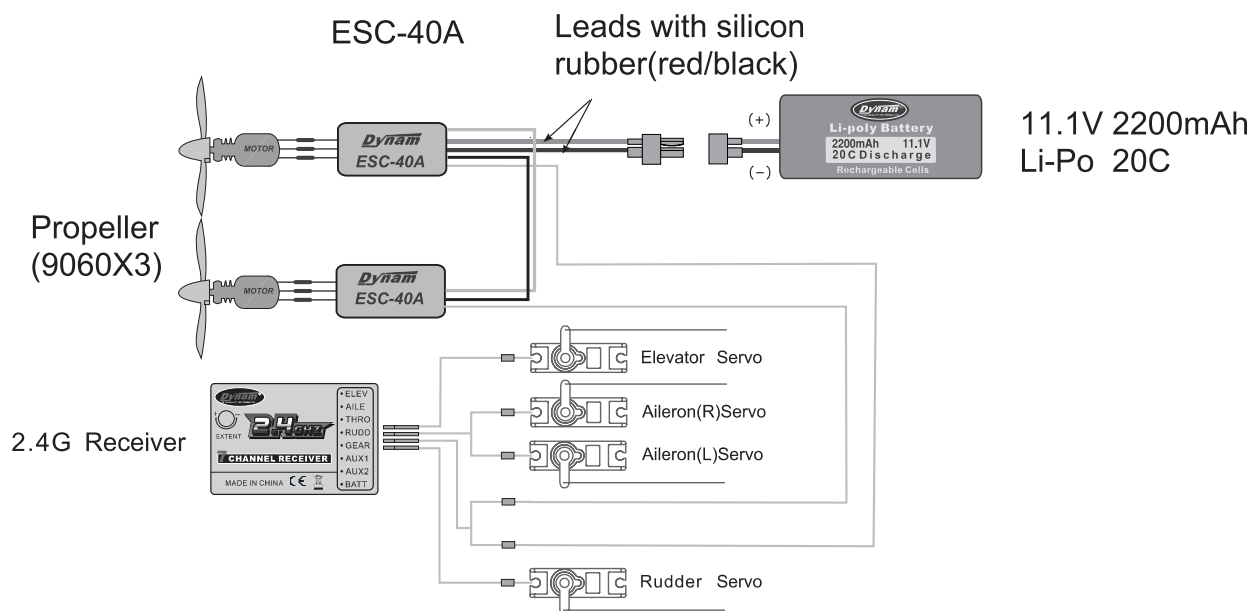 ESC-40A
Leads with silicon
rubber(red/black)
MOTOR
Dynam
ESC-40A
(+)
(-)
Dynam
Li-poly Battery
2200mAh 11.1V
20C Discharge
Rechargeable Cells
11.1V 2200mAh
Li-Po 20C
Propeller
(9060X3)
MOTOR
Dynam
ESC-40A
2.4G Receiver
Dynam
+ -
EXTENT
2.4GHZ
7 CHANNEL RECEIVER
MADE IN CHINA CE
•ELEV
•AILE
•THRO
•RUDD
•GEAR
•AUX1
•AUX2
•BATT
Elevator Servo
Aileron(R)Servo
Aileron(L)Servo
Rudder Servo